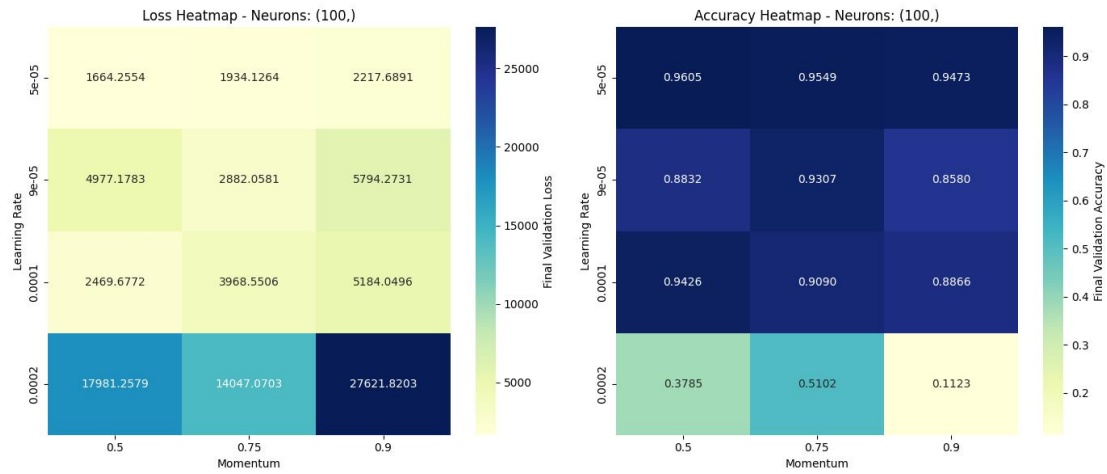 Loss Heatmap - Neurons: (100,)
Learning Rate
5e-05
1664.2554 1934.1264 2217.6891
9e-05
4977.1783 2882.0581 5794.2731
0.0001
2469.6772 3968.5506 5184.0496
0.0002
17981.2579 14047.0703 27621.8203
0.5 0.75 0.9
Momentum
25000
20000
15000
10000
5000
Final Validation Loss
Accuracy Heatmap - Neurons: (100,)
Learning Rate
5e-05
0.9605 0.9549 0.9473
9e-05
0.8832 0.9307 0.8580
0.0001
0.9426 0.9090 0.8866
0.0002
0.3785 0.5102 0.1123
0.5 0.75 0.9
Momentum
0.9
0.8
0.7
0.6
0.5
0.4
0.3
0.2
Final Validation Accuracy